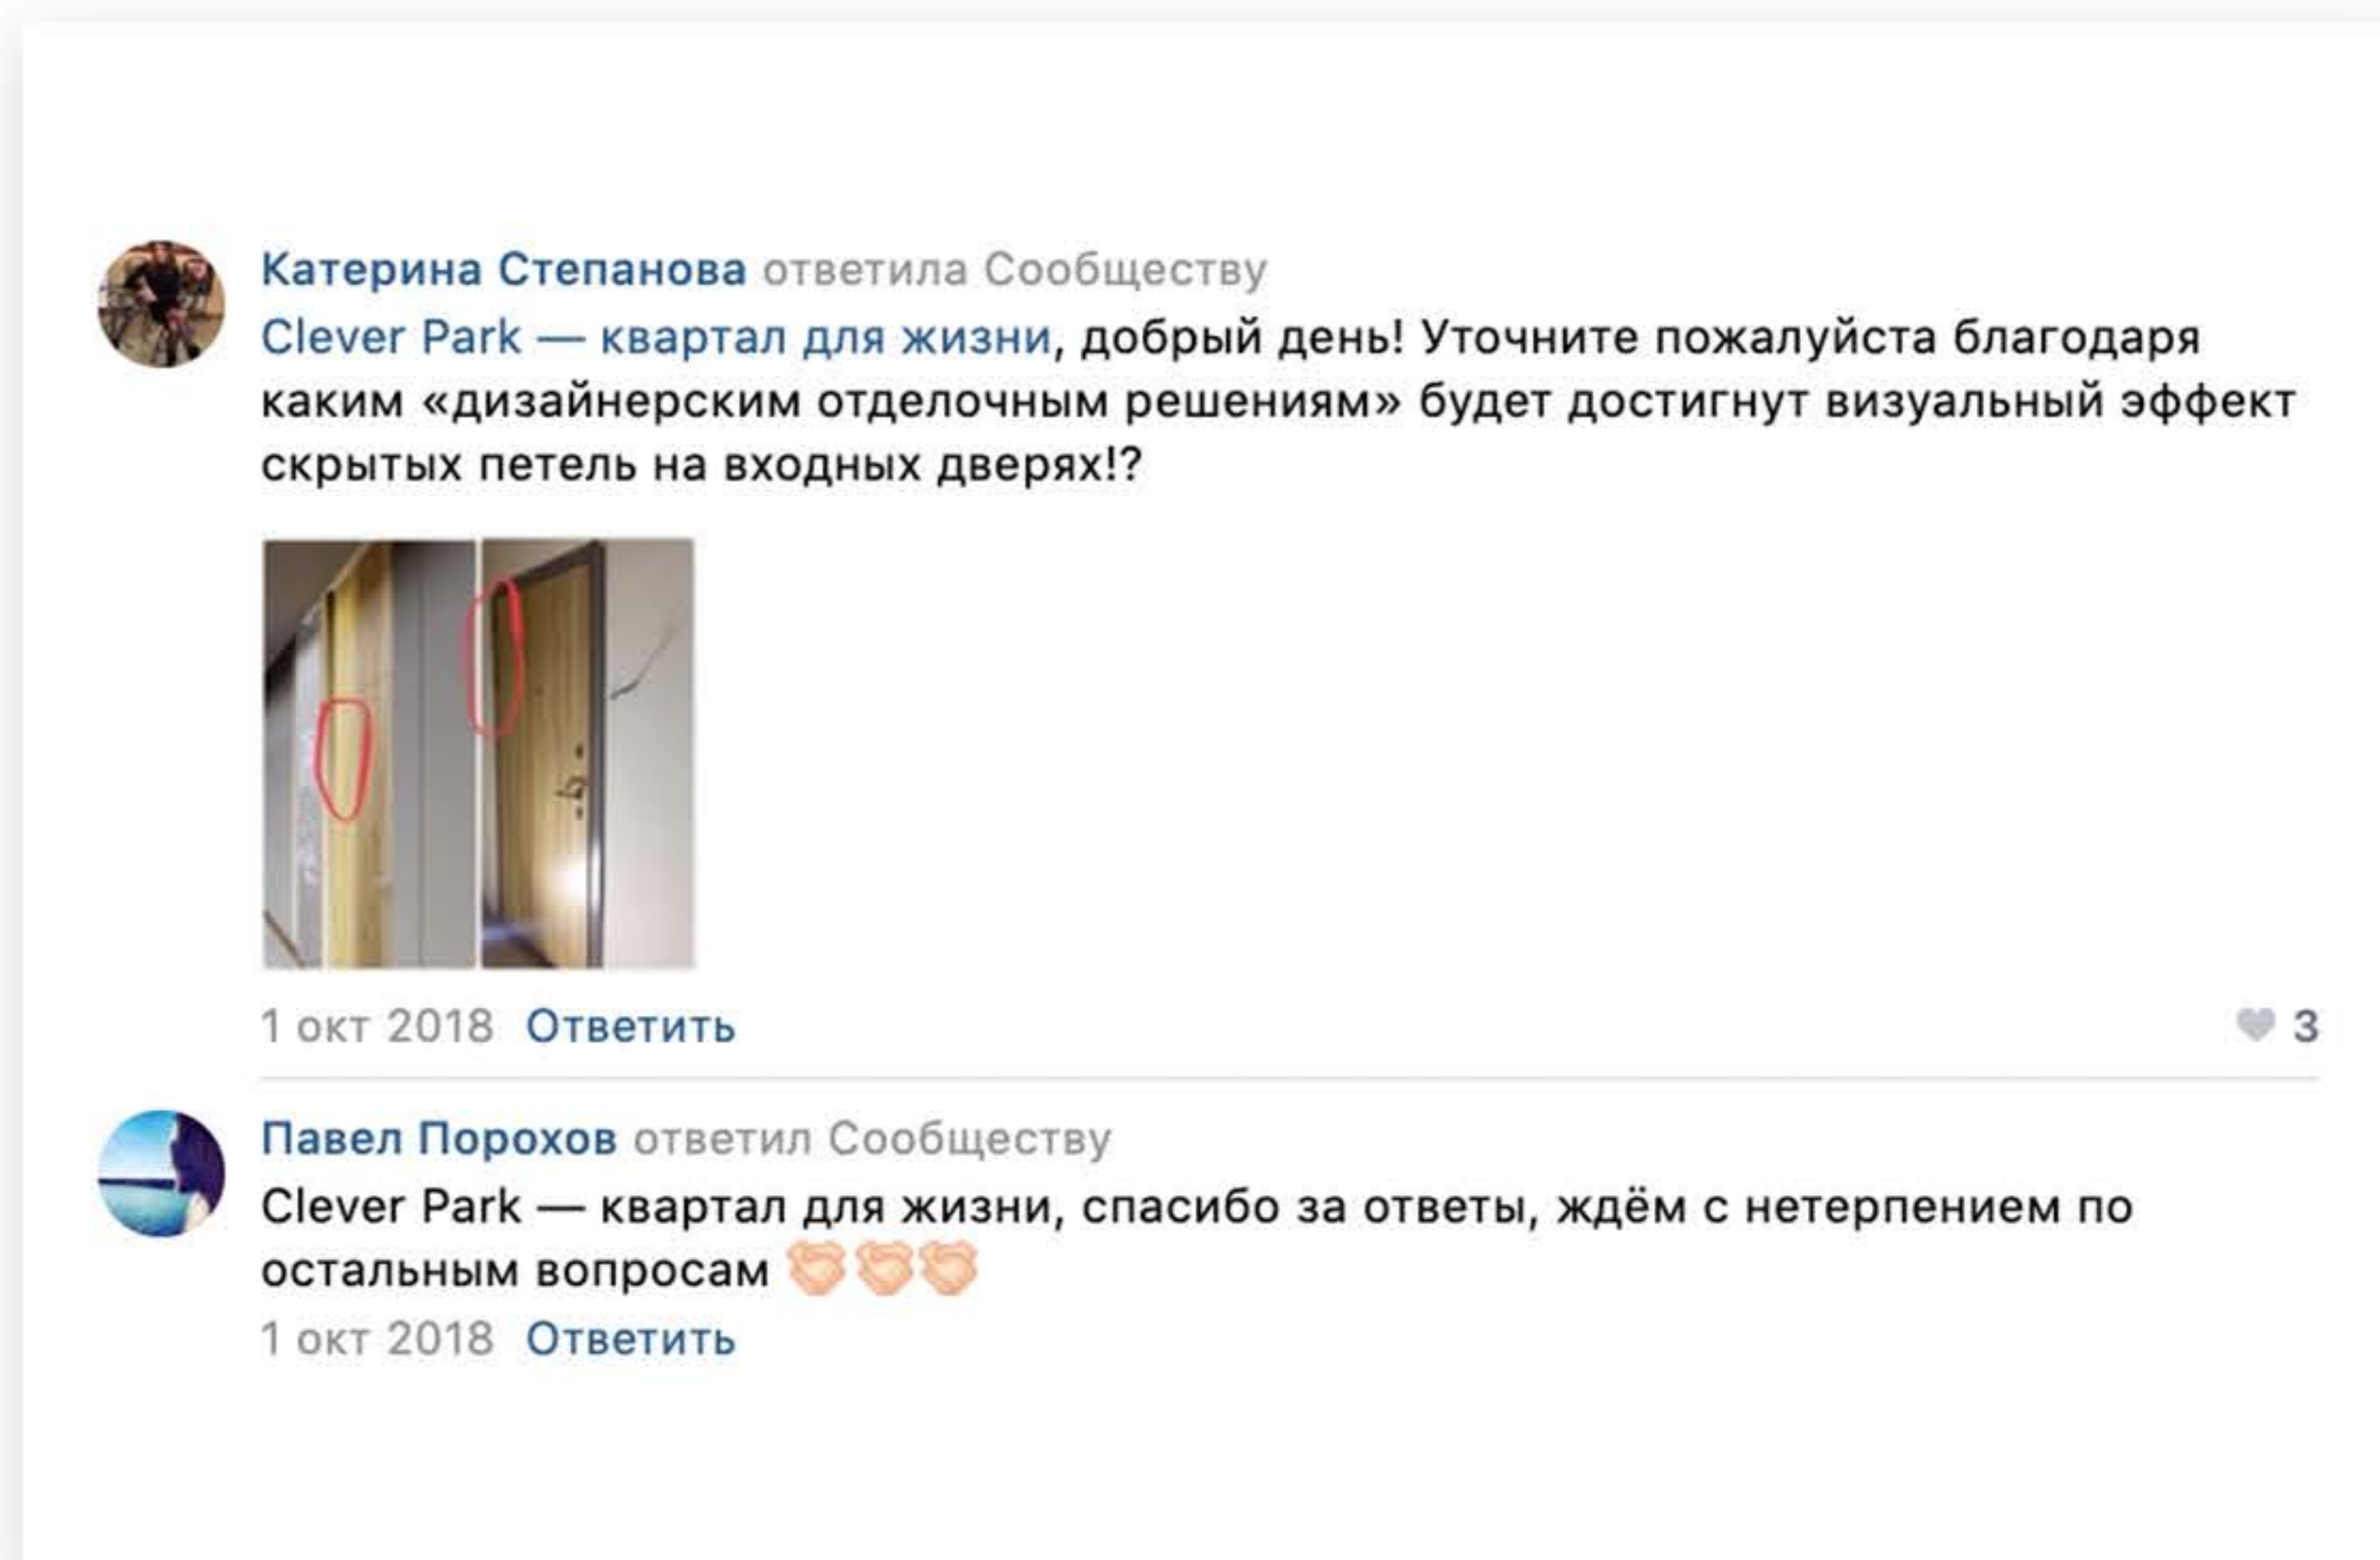 Катерина Степанова ответила Сообществу
Clever Park — квартал для жизни, добрый день! Уточните пожалуйста благодаря
каким «дизайнерским отделочным решениям» будет достигнут визуальный эффект
скрытых петель на входных дверях!?
1 окт 2018 Ответить 3
Павел Порохов ответил Сообществу
Clever Park — квартал для жизни, спасибо за ответы, ждём с нетерпением по
остальным вопросам 🤝🏻🤝🏻🤝🏻
1 окт 2018 Ответить